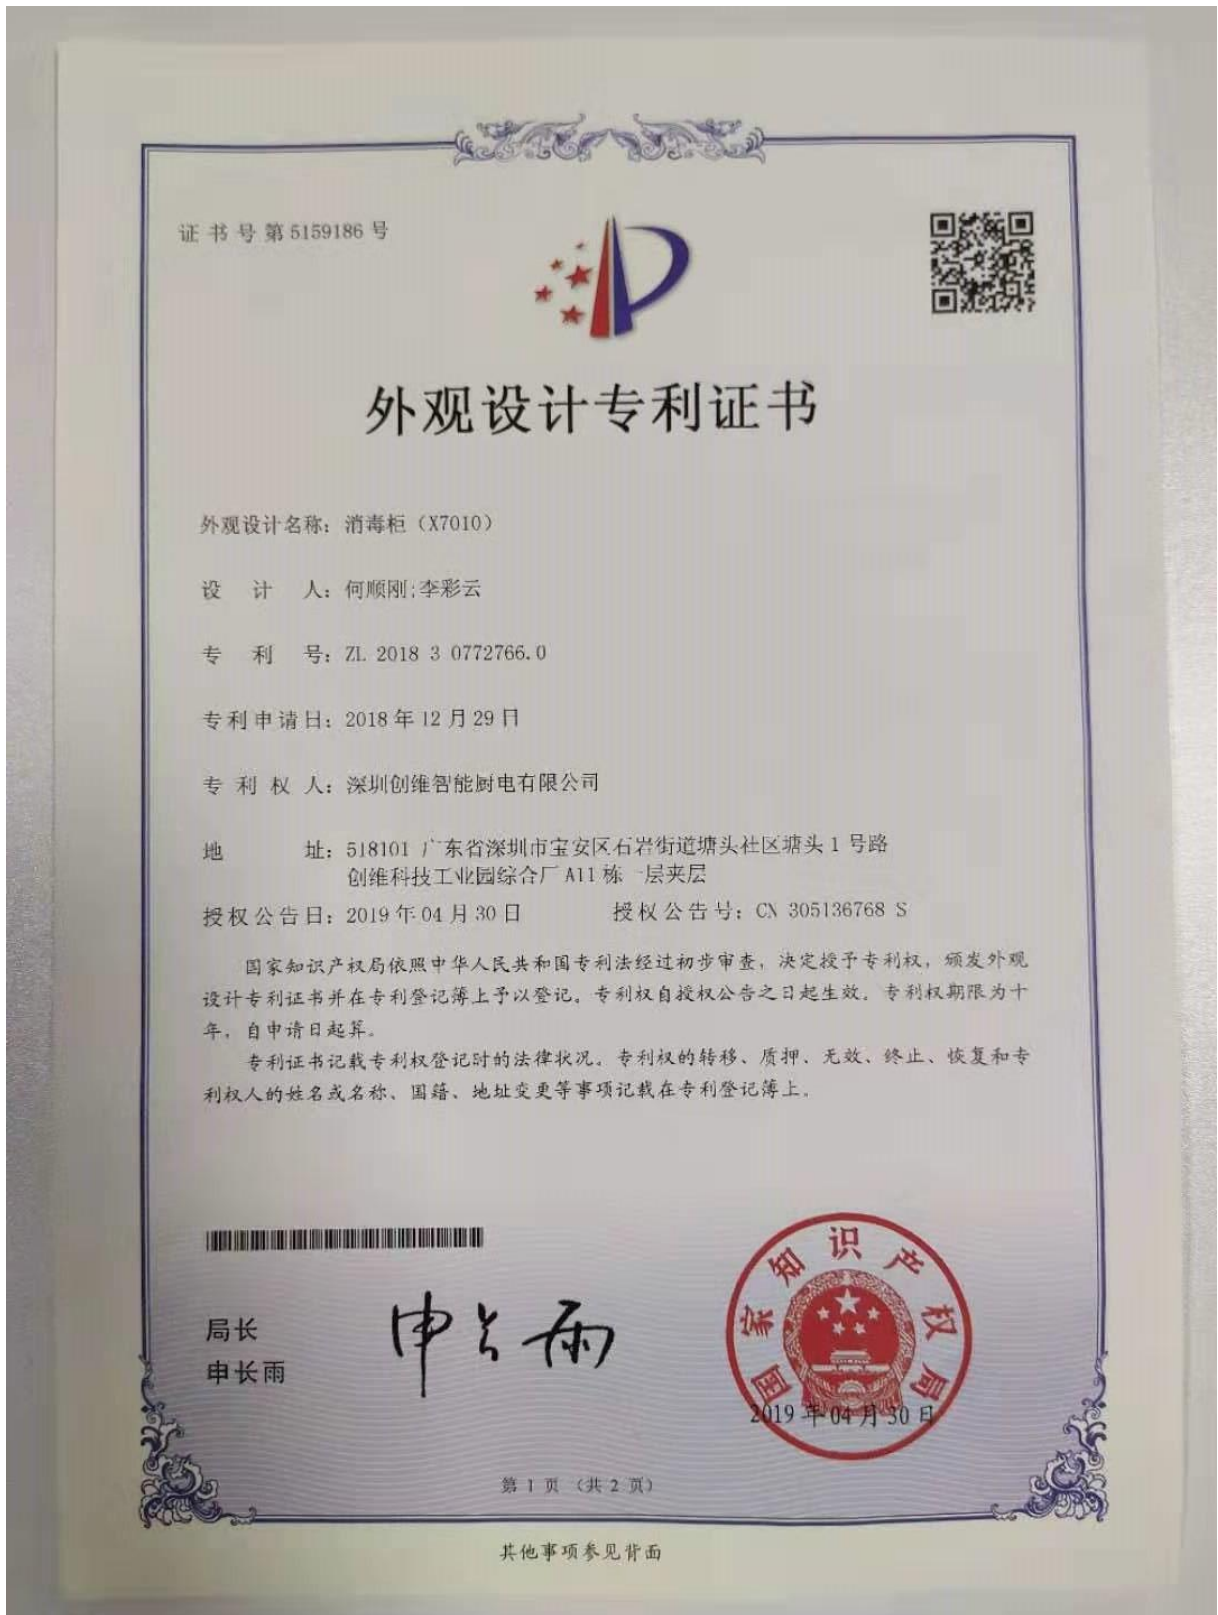 证书号第5159186号
外观设计专利证书
外观设计名称：消毒柜（X7010）
设计人：何顺刚;李彩云
专利号：ZL 2018 3 0772766.0
专利申请日：2018年12月29日
专利权人：深圳创维智能厨电有限公司
地址：518101 广东省深圳市宝安区石岩街道塘头社区塘头1号路
创维科技工业园综合厂A11栋一层夹层
授权公告日：2019年04月30日 授权公告号：CN 305136768 S
国家知识产权局依照中华人民共和国专利法经过初步审查，决定授予专利权，颁发外观
设计专利证书并在专利登记簿上予以登记。专利权自授权公告之日起生效。专利权期限为十
年，自申请日起算。
专利证书记载专利权登记时的法律状况。专利权的转移、质押、无效、终止、恢复和专
利权人的姓名或名称、国籍、地址变更等事项记载在专利登记簿上。
局长
申长雨
申长雨
国家知识产权局
2019年04月30日
第1页（共2页）
其他事项参见背面